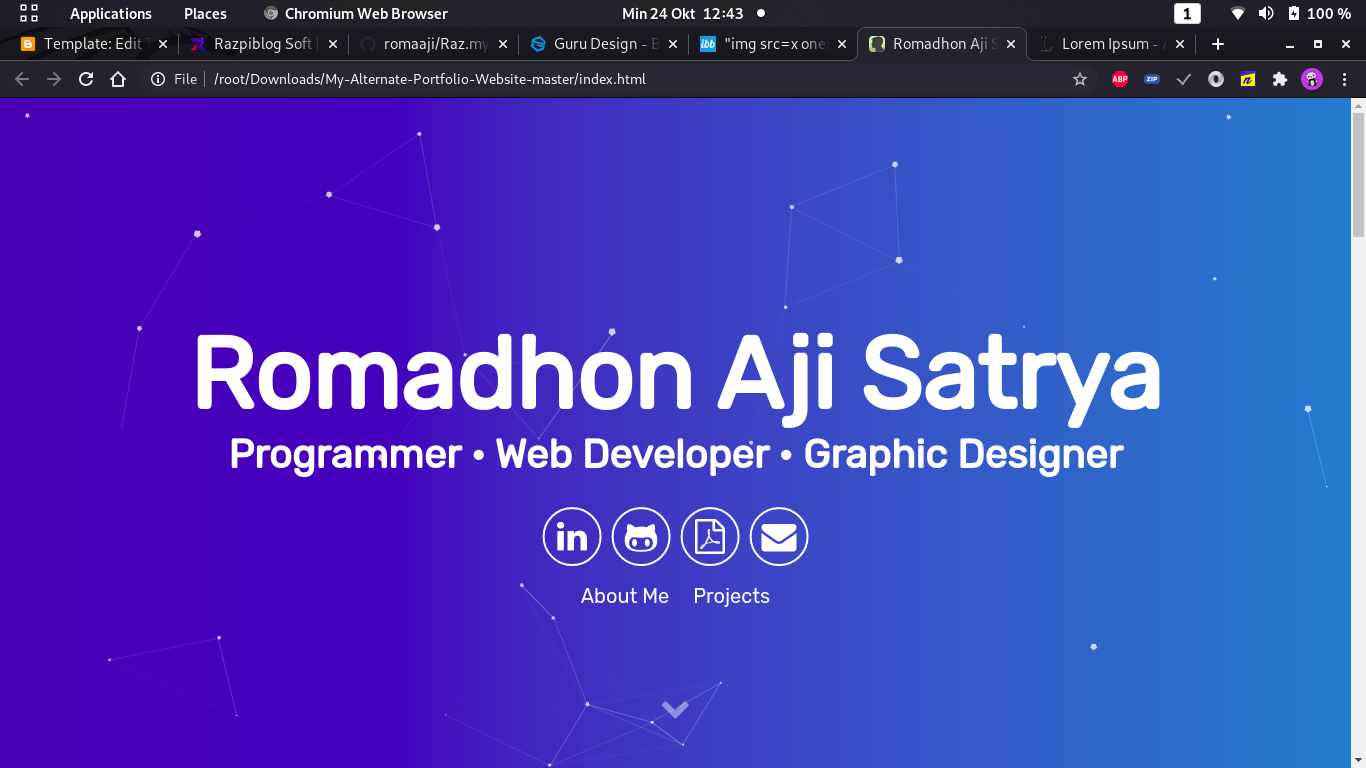 Applications Places Chromium Web Browser Min 24 Okt 12:43 1 100 %
Template: Edit Razpiblog Soft romaaji/Raz.my Guru Design - B "img src=x one Romadhon Aji S Lorem Ipsum - A
File /root/Downloads/My-Alternate-Portfolio-Website-master/index.html ABP ZIP n
Romadhon Aji Satrya
Programmer • Web Developer • Graphic Designer
in
About Me Projects